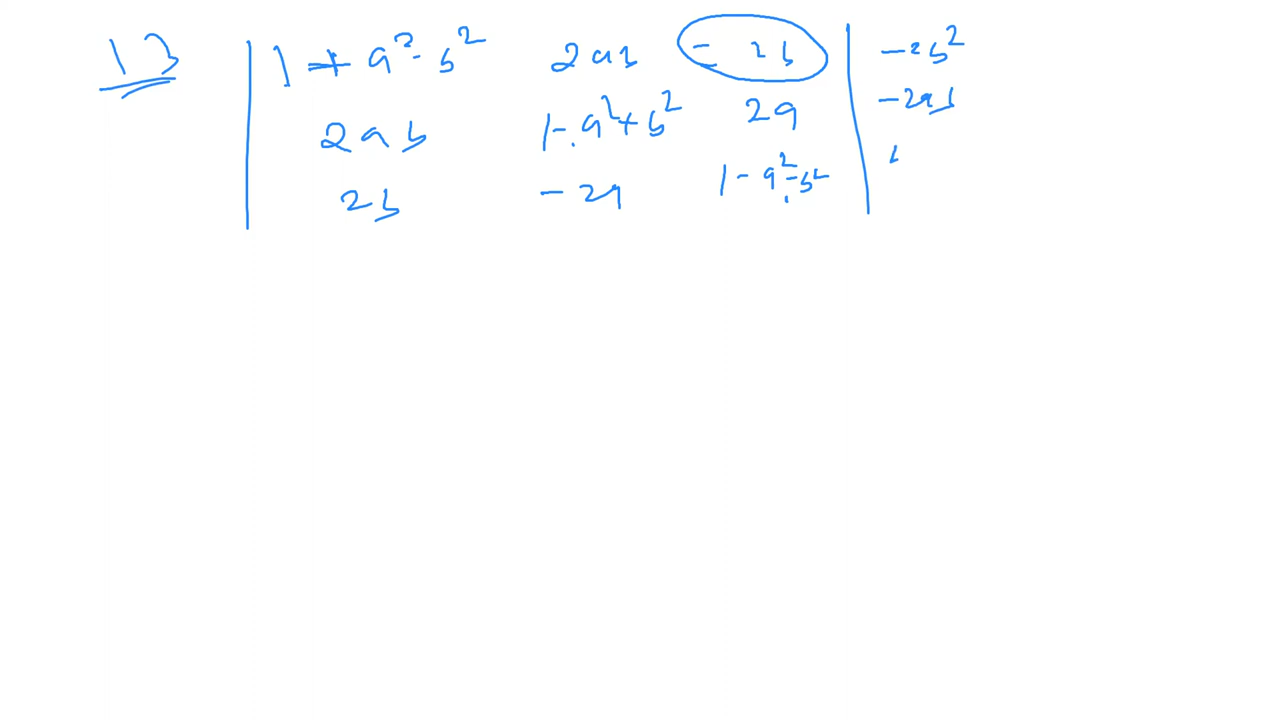 13 | 1 + a² - b² 2ab - 2b | -2b²
2ab 1 - a² + b² 2a -2ab
2b - 2a 1 - a² - b²